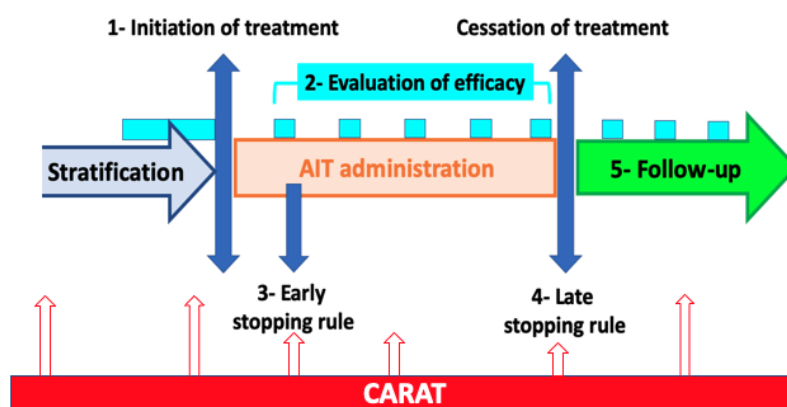 1- Initiation of treatment
Cessation of treatment
2- Evaluation of efficacy
Stratification
AIT administration
5- Follow-up
3- Early
stopping rule
4- Late
stopping rule
CARAT